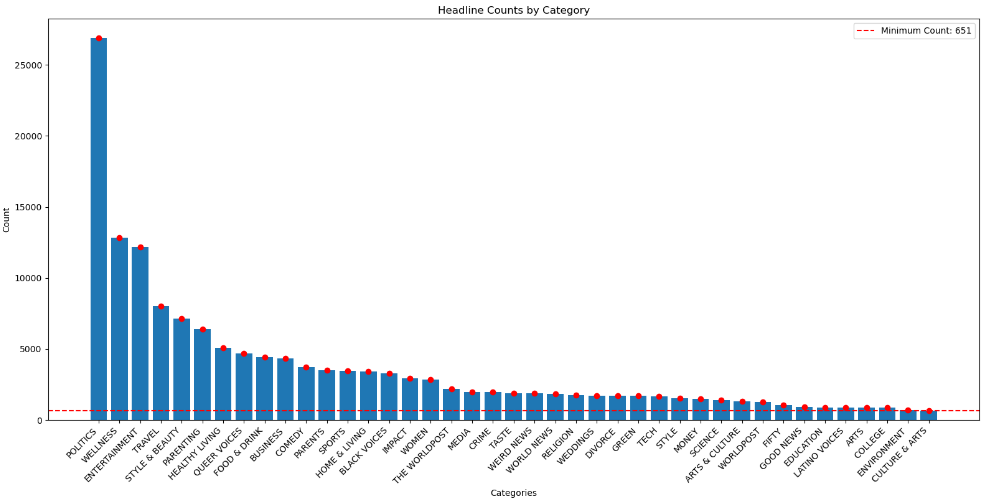 Headline Counts by Category
Minimum Count: 651
Count
25000
20000
15000
10000
5000
0
POLITICS
WELLNESS
ENTERTAINMENT
TRAVEL
STYLE & BEAUTY
PARENTING
HEALTHY LIVING
QUEER VOICES
FOOD & DRINK
BUSINESS
COMEDY
PARENTS
SPORTS
HOME & LIVING
BLACK VOICES
IMPACT
WOMEN
THE WORLDPOST
MEDIA
CRIME
TASTE
WEIRD NEWS
WORLD NEWS
RELIGION
WEDDINGS
DIVORCE
GREEN
TECH
STYLE
MONEY
SCIENCE
ARTS & CULTURE
WORLDPOST
FIFTY
GOOD NEWS
EDUCATION
LATINO VOICES
ARTS
COLLEGE
ENVIRONMENT
CULTURE & ARTS
Categories